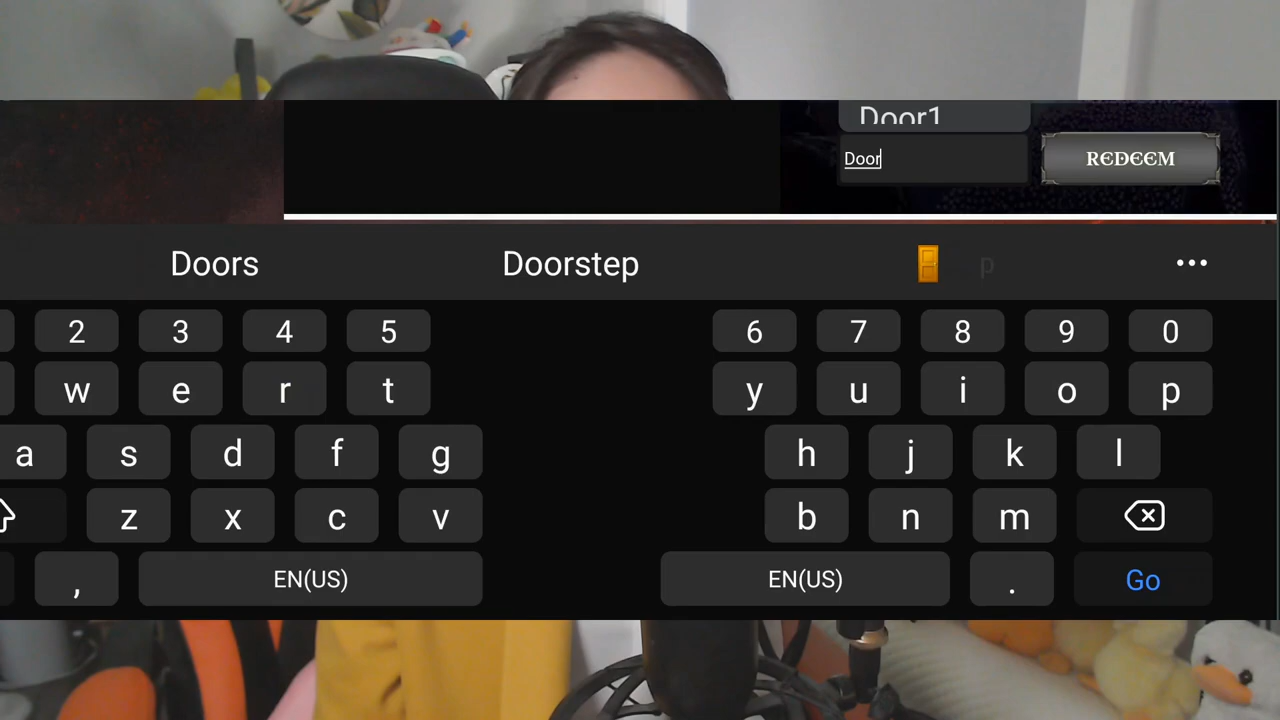 Door1
Door
REDEEM
Doors Doorstep p
2 3 4 5 6 7 8 9 0
w e r t y u i o p
a s d f g h j k l
z x c v b n m
, EN(US) EN(US) . Go